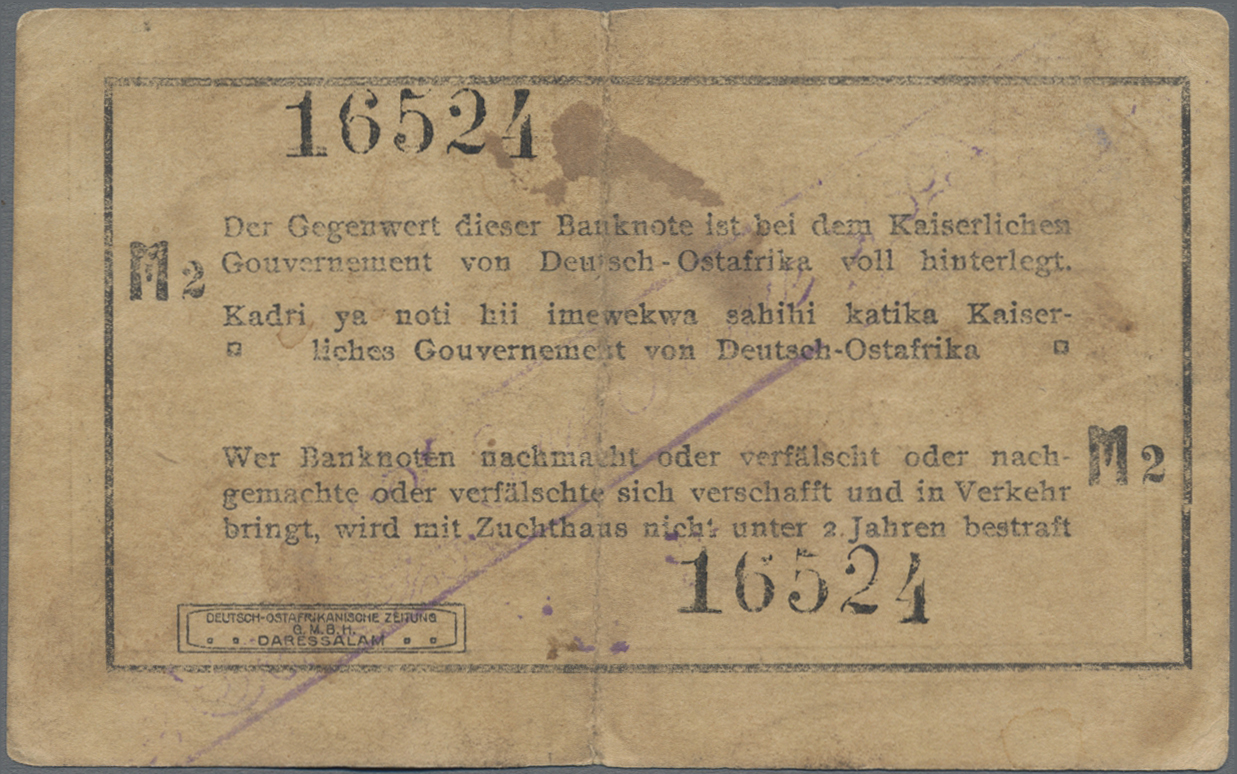 16524
Der Gegenwert dieser Banknote ist bei dem Kaiserlichen
M2 Gouvernement von Deutsch-Ostafrika voll hinterlegt.
Kadri ya noti hii imewekwa sahihi katika Kaiser-
liches Gouvernement von Deutsch-Ostafrika
Wer Banknoten nachmacht oder verfälscht oder nach-
M2
gemachte oder verfälschte sich verschafft und in Verkehr
bringt, wird mit Zuchthaus nicht unter 2 Jahren bestraft
16524
DEUTSCH-OSTAFRIKANISCHE ZEITUNG
G.M.B.H.
DARESSALAM